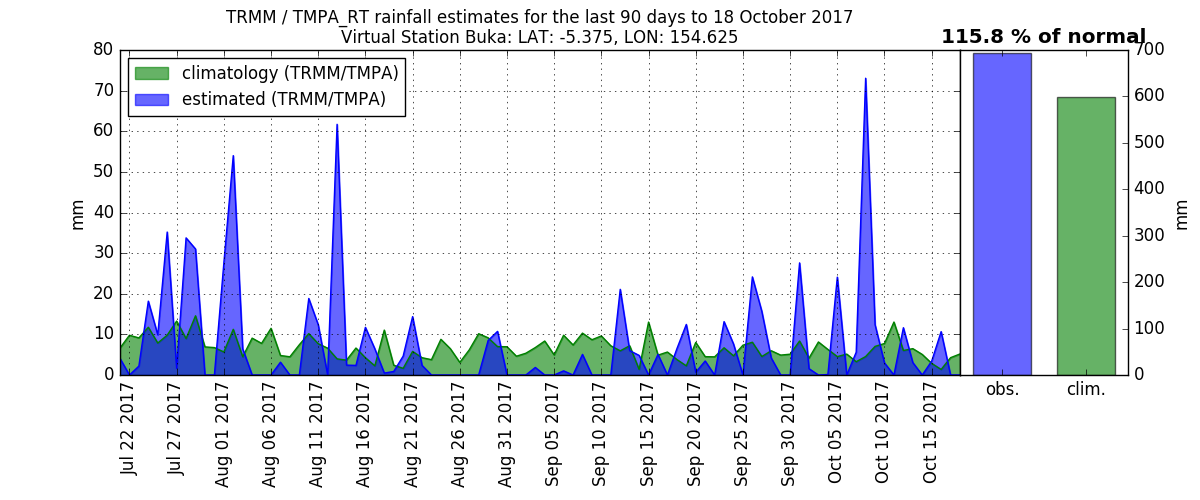 TRMM / TMPA_RT rainfall estimates for the last 90 days to 18 October 2017
Virtual Station Buka: LAT: -5.375, LON: 154.625
115.8 % of normal
climatology (TRMM/TMPA)
estimated (TRMM/TMPA)
80
70
60
50
40
30
20
10
0
mm
Jul 22 2017
Jul 27 2017
Aug 01 2017
Aug 06 2017
Aug 11 2017
Aug 16 2017
Aug 21 2017
Aug 26 2017
Aug 31 2017
Sep 05 2017
Sep 10 2017
Sep 15 2017
Sep 20 2017
Sep 25 2017
Sep 30 2017
Oct 05 2017
Oct 10 2017
Oct 15 2017
obs.
clim.
700
600
500
400
300
200
100
0
mm